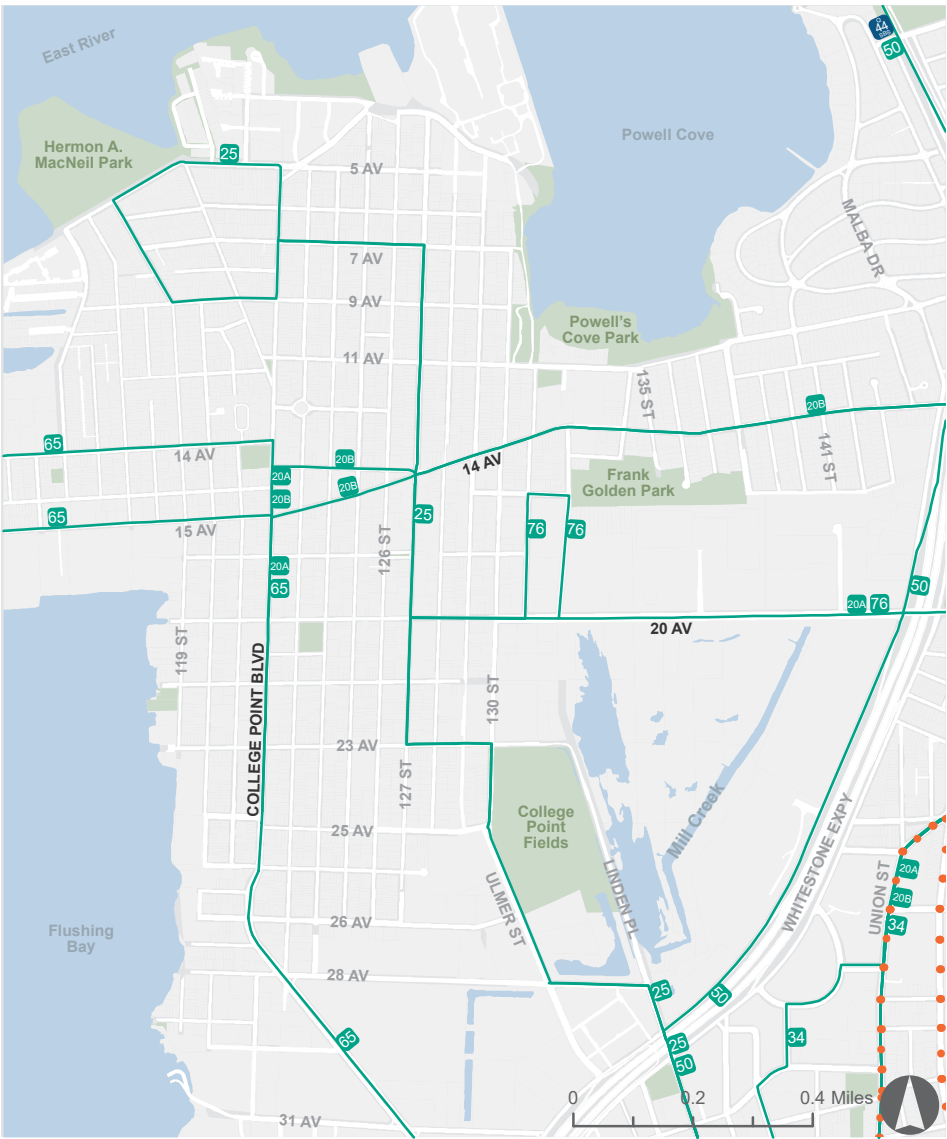 East River
Q
44
SBS
50
Powell Cove
Hermon A.
MacNeil Park
25
5 AV
MALBA DR
7 AV
9 AV
Powell's
Cove Park
11 AV
135 ST
20B
65
14 AV
20B
14 AV
141 ST
20A
20B
20B
Frank
Golden Park
65
15 AV
25
76
76
126 ST
20A
65
50
20A
76
20 AV
119 ST
COLLEGE POINT BLVD
130 ST
23 AV
127 ST
College
Point
Fields
Mill Creek
25 AV
WHITESTONE EXPY
LINDEN PL
UNION ST
20A
20B
34
ULMER ST
26 AV
Flushing
Bay
28 AV
25
50
65
25
50
34
0
0.2
0.4 Miles
31 AV